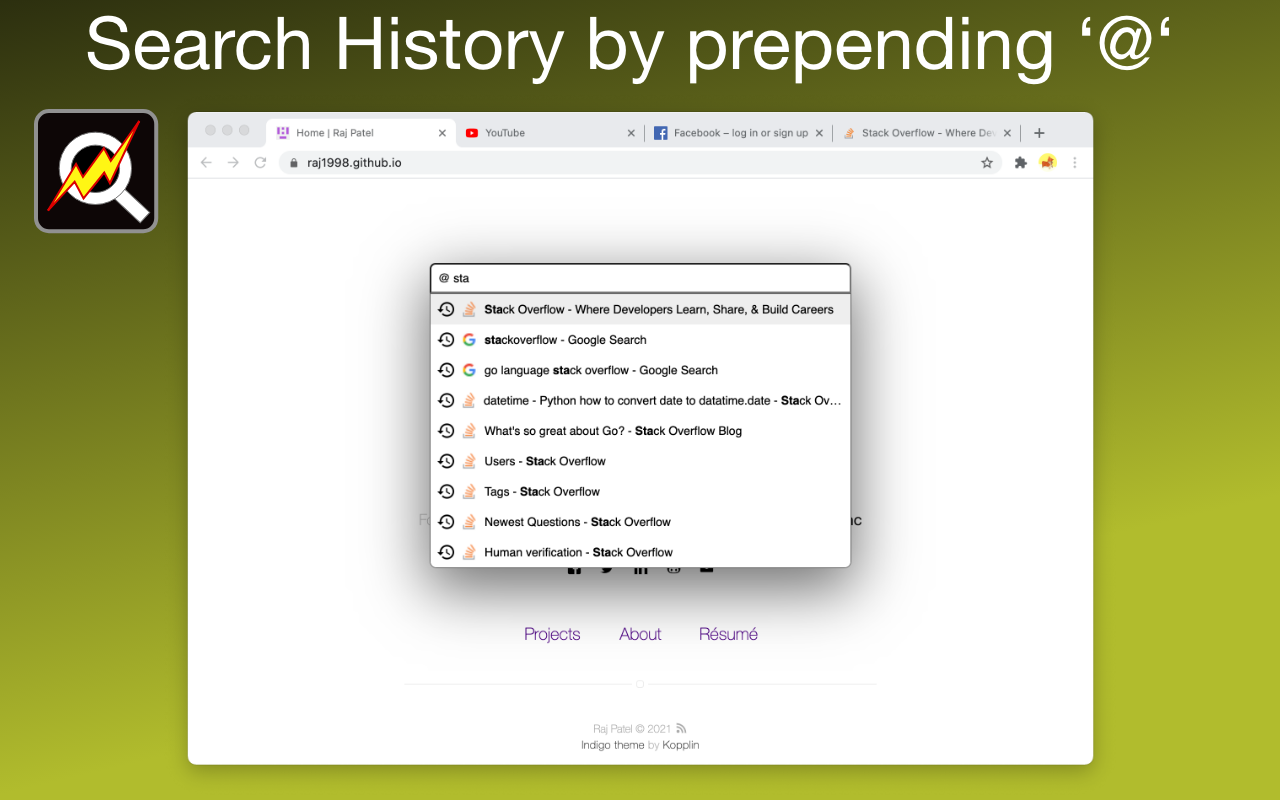 Search History by prepending ‘@‘
Home | Raj Patel
YouTube
Facebook – log in or sign up
Stack Overflow - Where Dev
raj1998.github.io
@ sta
Stack Overflow - Where Developers Learn, Share, & Build Careers
stackoverflow - Google Search
go language stack overflow - Google Search
datetime - Python how to convert date to datatime.date - Stack Ov…
What's so great about Go? - Stack Overflow Blog
Users - Stack Overflow
Tags - Stack Overflow
Newest Questions - Stack Overflow
Human verification - Stack Overflow
Projects About Résumé
Raj Patel © 2021
Indigo theme by Kopplin